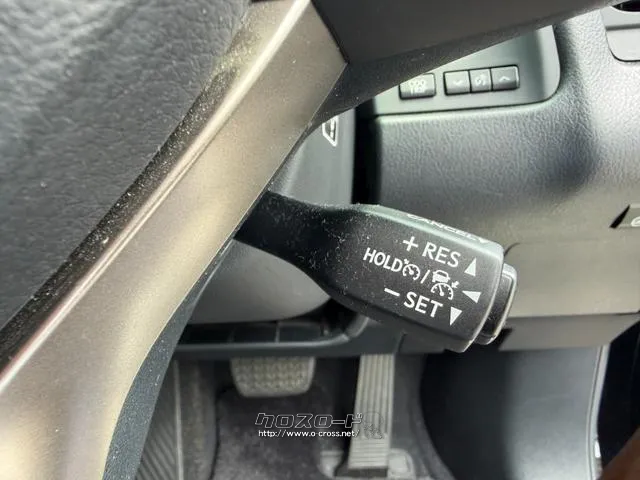 CANCEL
+ RES ▲
HOLD /
− SET ▼
クロスロード
http://www.o-cross.net/